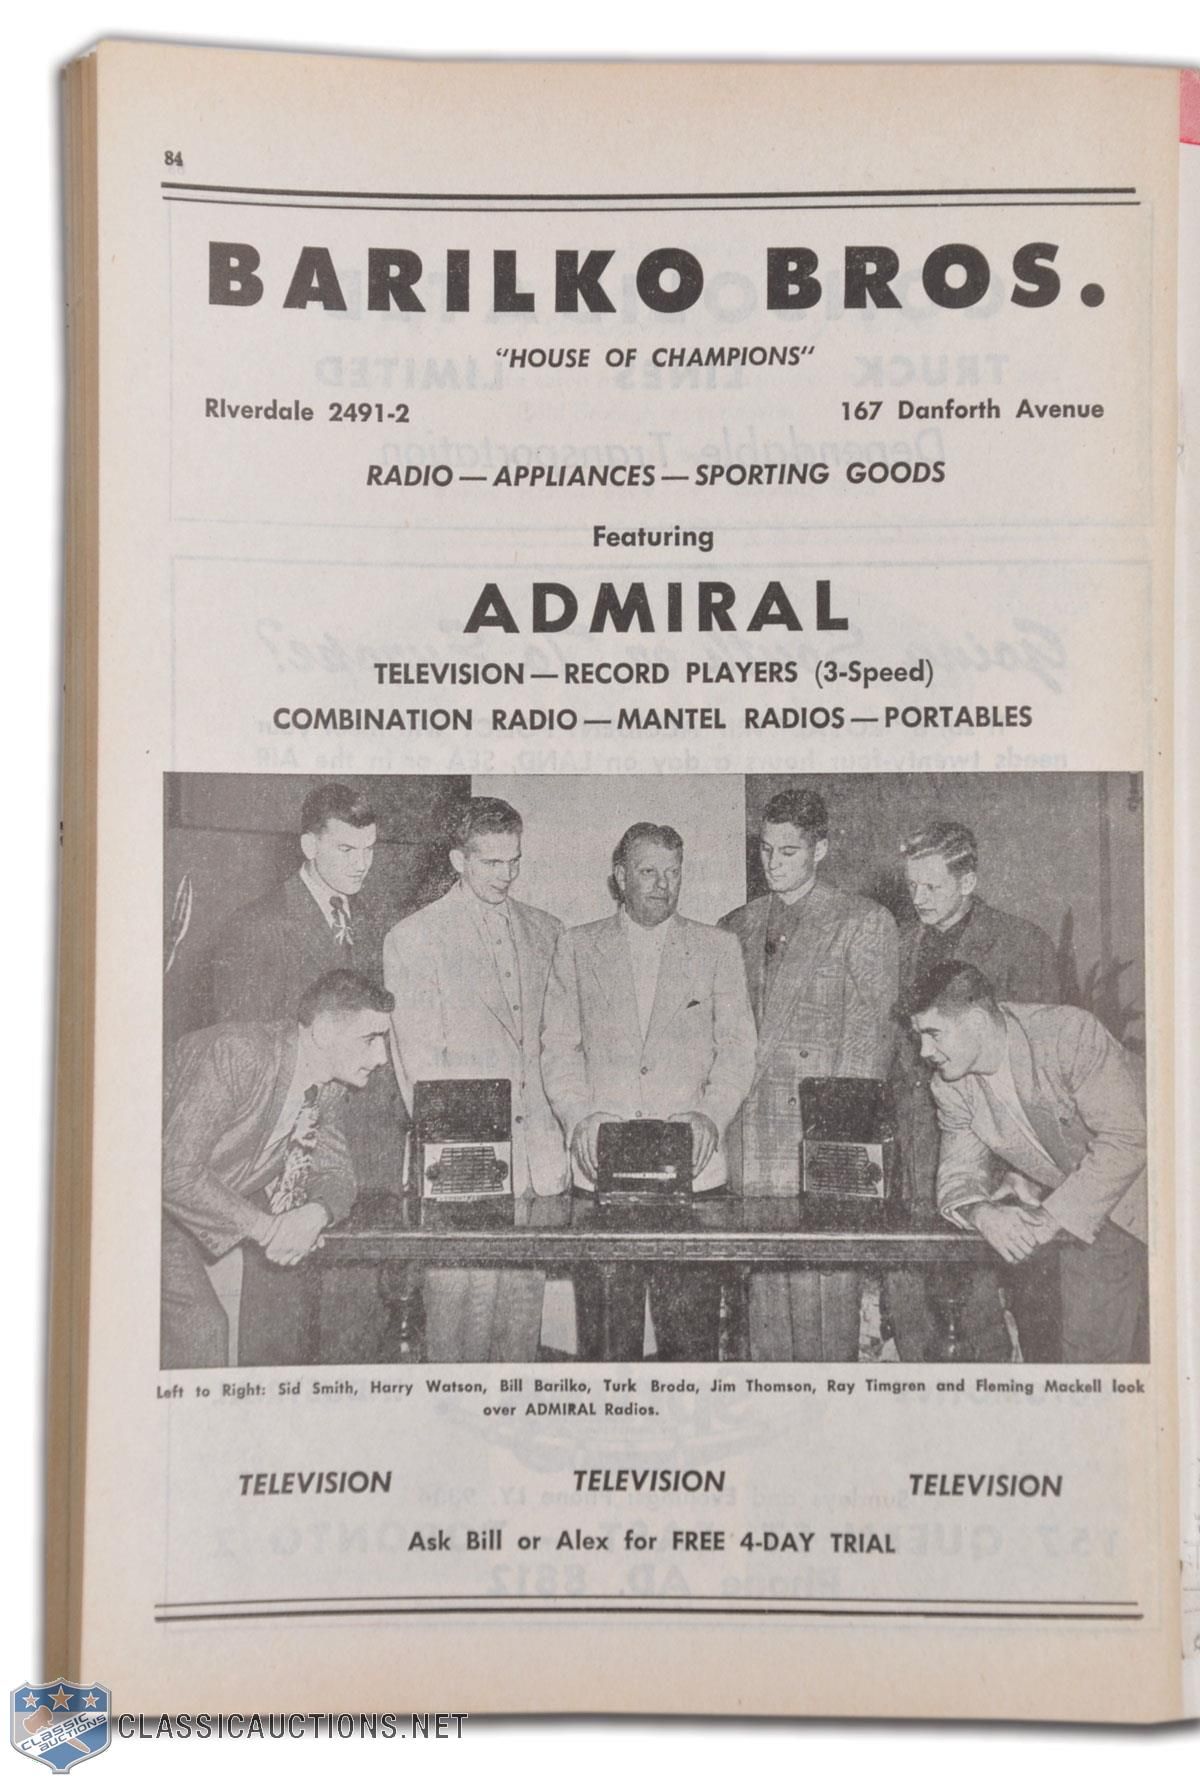 84
BARILKO BROS.
"HOUSE OF CHAMPIONS"
RIverdale 2491-2 167 Danforth Avenue
RADIO — APPLIANCES — SPORTING GOODS
Featuring
ADMIRAL
TELEVISION — RECORD PLAYERS (3-Speed)
COMBINATION RADIO — MANTEL RADIOS — PORTABLES
Left to Right: Sid Smith, Harry Watson, Bill Barilko, Turk Broda, Jim Thomson, Ray Timgren and Fleming Mackell look
over ADMIRAL Radios.
TELEVISION TELEVISION TELEVISION
Ask Bill or Alex for FREE 4-DAY TRIAL
CLASSIC AUCTIONS
CLASSICAUCTIONS.NET